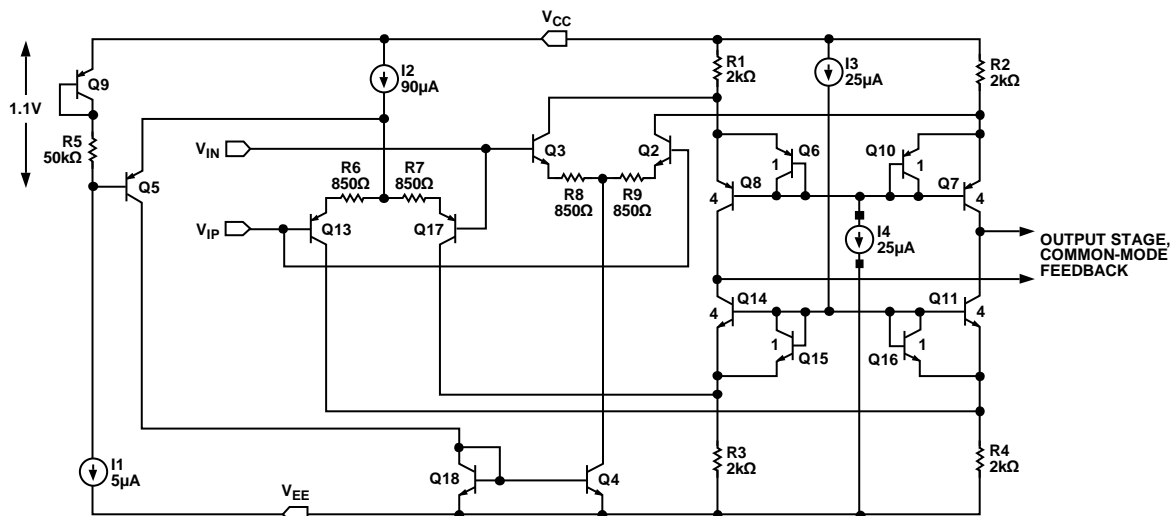 VCC
Q9
1.1V
R5
50kΩ
Q5
I2
90µA
VIN
VIP
R6
850Ω
R7
850Ω
Q13
Q17
Q3
Q2
R8
850Ω
R9
850Ω
R1
2kΩ
I3
25µA
R2
2kΩ
Q6
1
Q10
1
Q8
4
Q7
4
I4
25µA
OUTPUT STAGE,
COMMON-MODE
FEEDBACK
Q14
4
Q11
4
1
Q15
1
Q16
R3
2kΩ
R4
2kΩ
I1
5µA
Q18
Q4
VEE